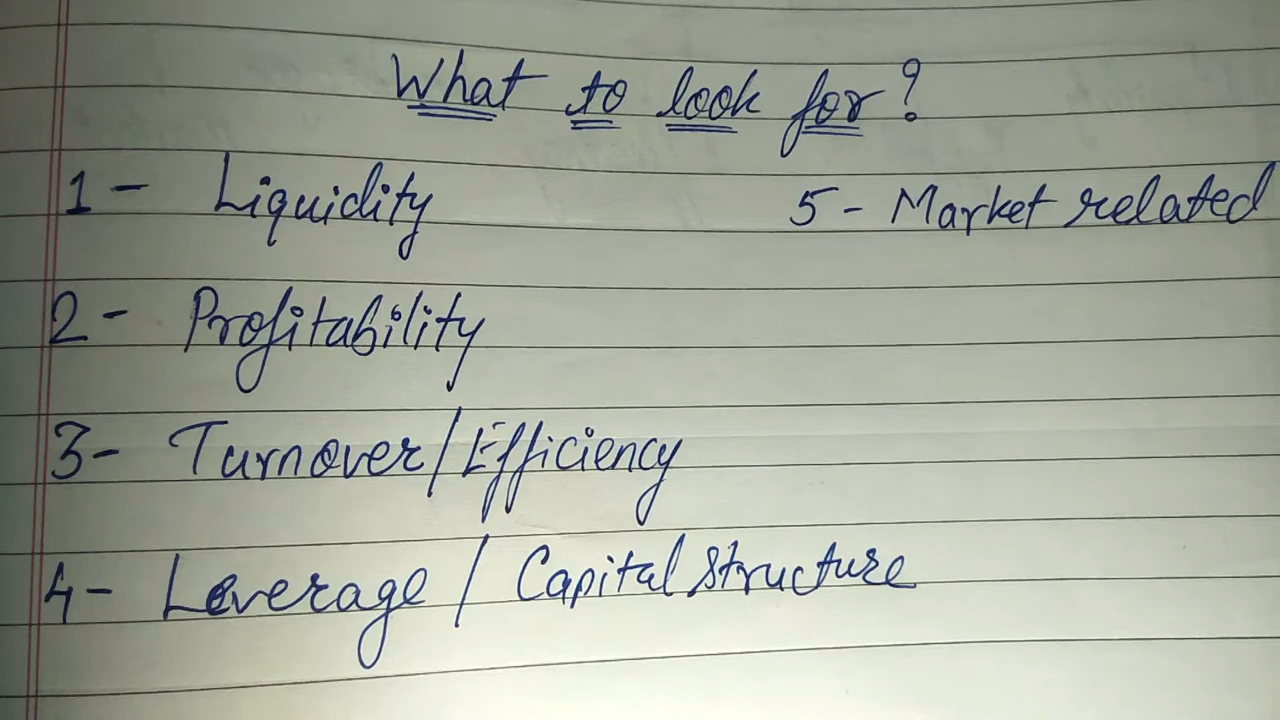 What to look for?
1 - Liquidity
2 - Profitability
3 - Turnover/Efficiency
4 - Leverage / Capital structure
5 - Market related